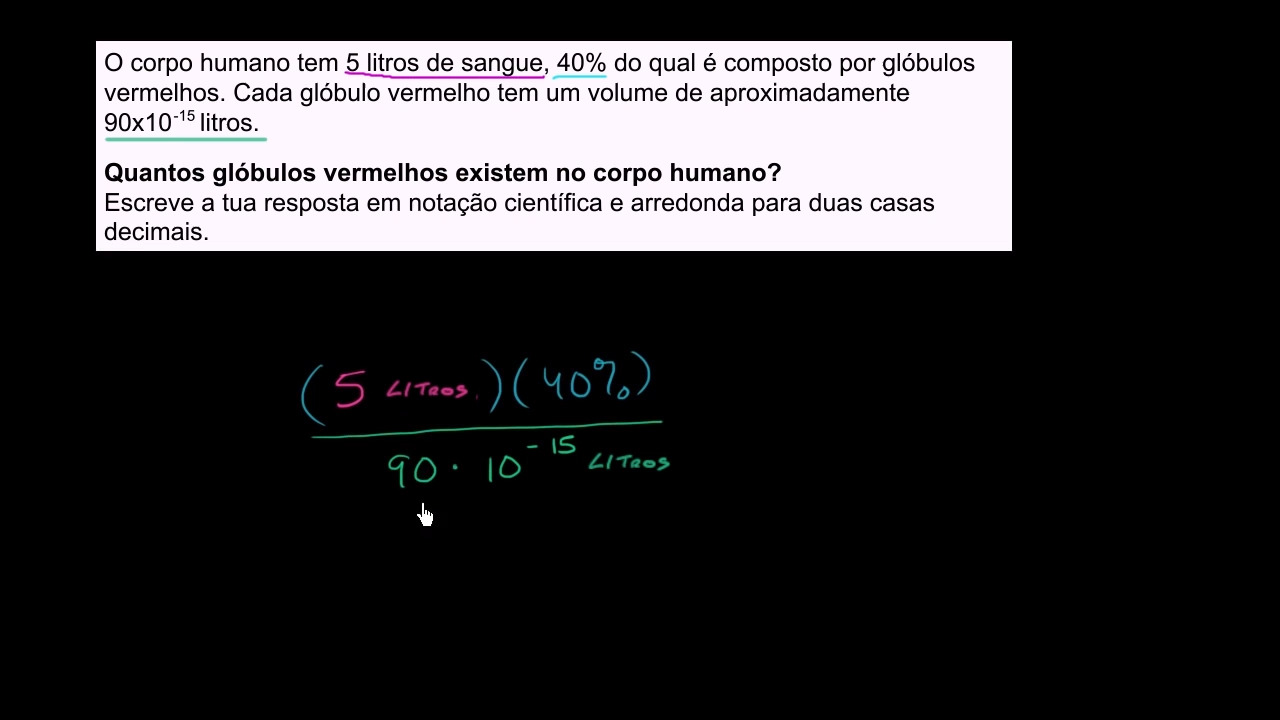 O corpo humano tem 5 litros de sangue, 40% do qual é composto por glóbulos
vermelhos. Cada glóbulo vermelho tem um volume de aproximadamente
90x10⁻¹⁵ litros.
Quantos glóbulos vermelhos existem no corpo humano?
Escreve a tua resposta em notação científica e arredonda para duas casas
decimais.
(5 LITROS.)(40%)
90 · 10⁻¹⁵ LITROS